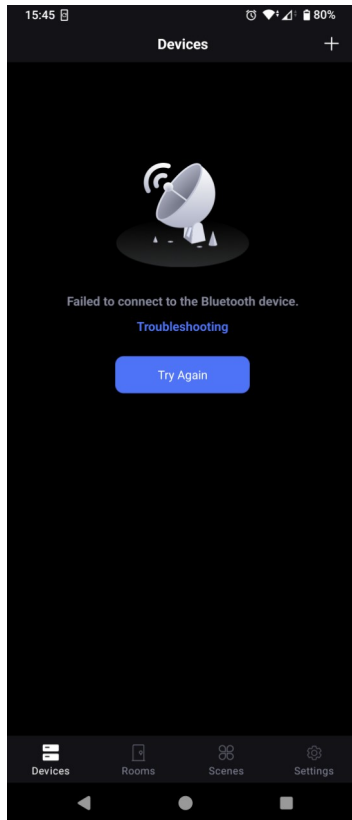 15:45 80%
Devices
Failed to connect to the Bluetooth device.
Troubleshooting
Try Again
Devices Rooms Scenes Settings